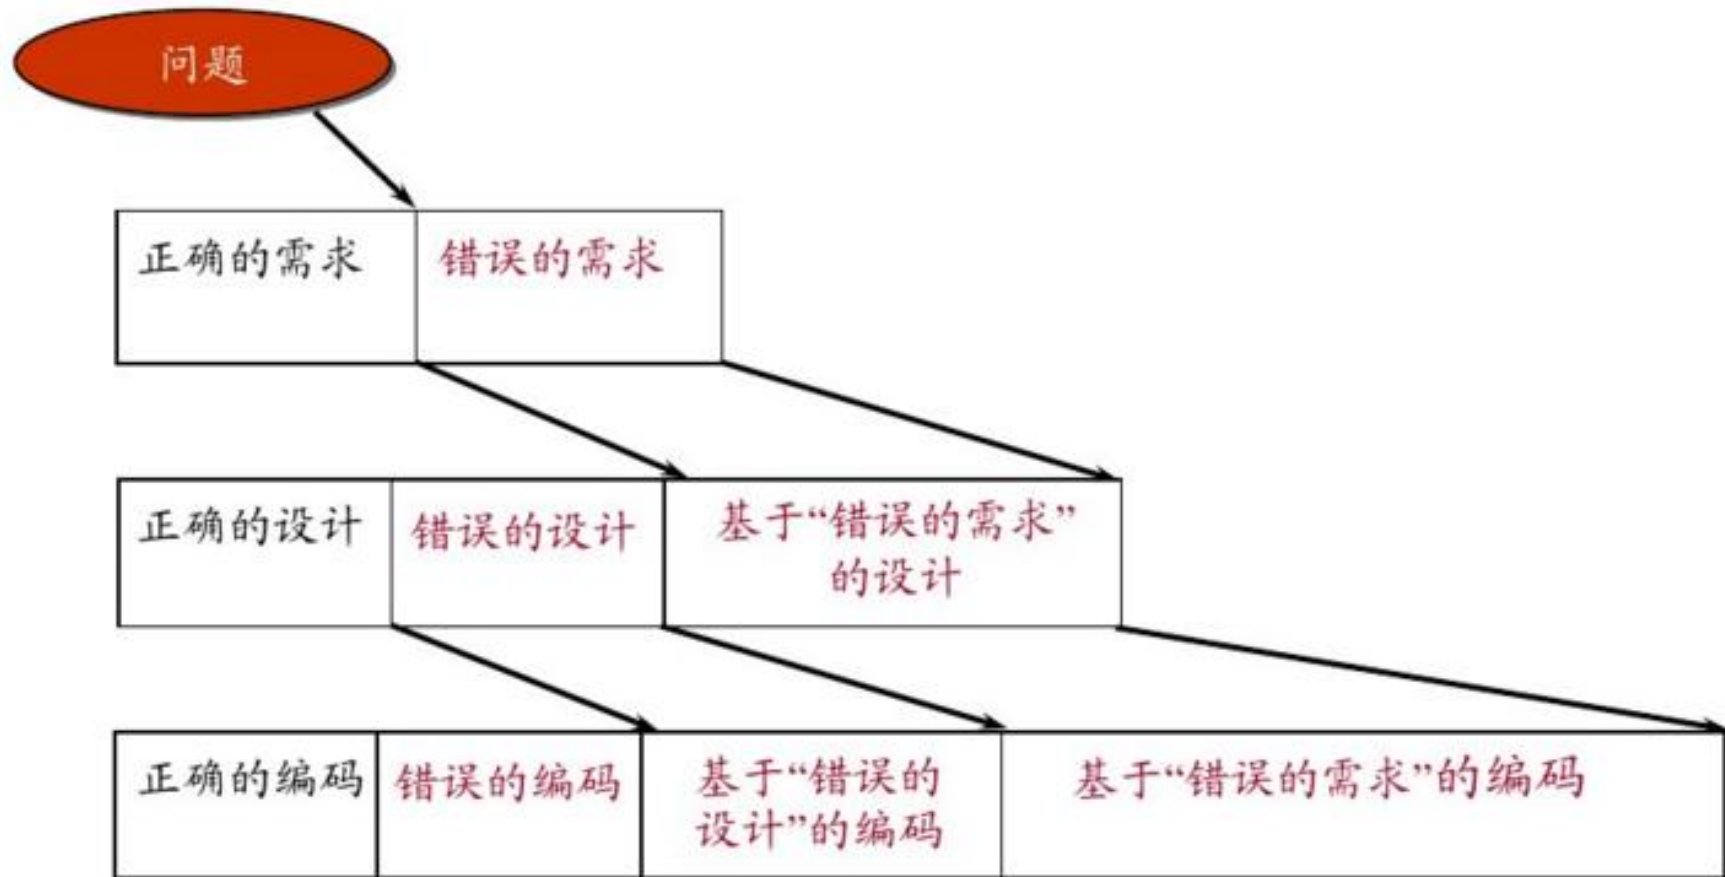 问题
正确的需求
错误的需求
正确的设计
错误的设计
基于“错误的需求”
的设计
正确的编码
错误的编码
基于“错误的
设计”的编码
基于“错误的需求”的编码